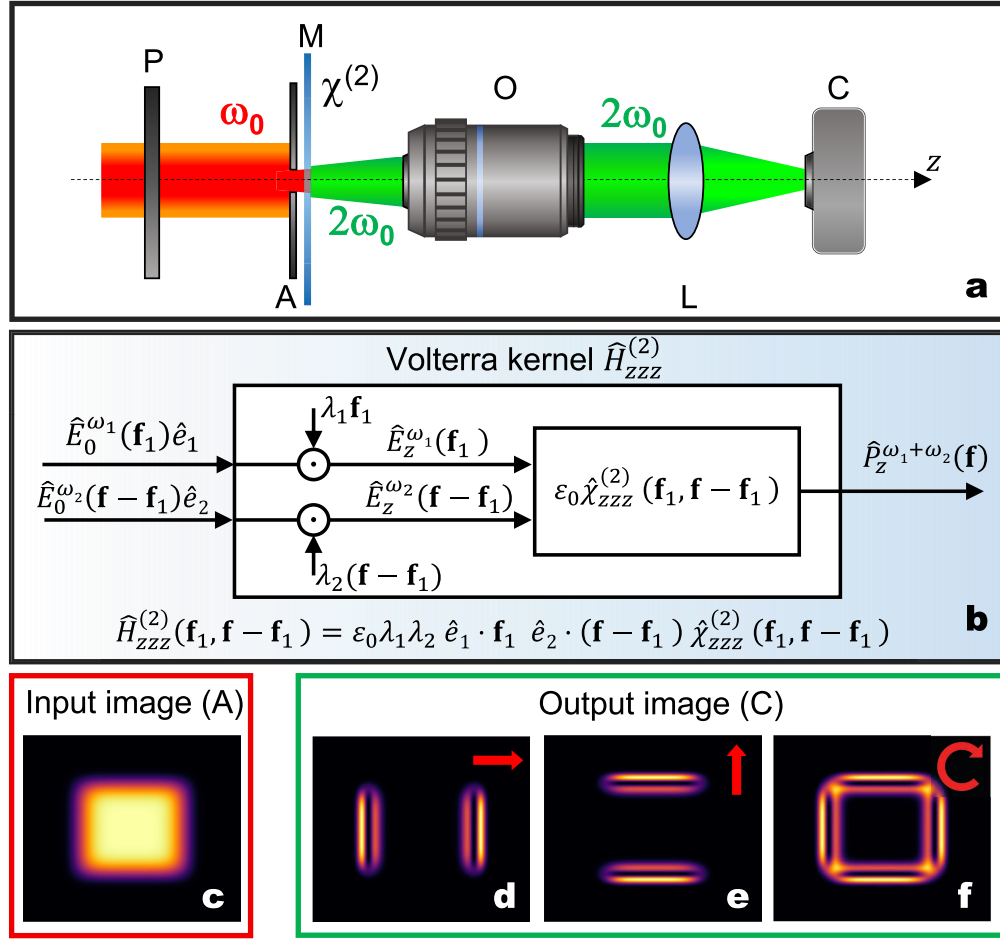 P
M
χ(2)
O
C
ω0
2ω0
z
2ω0
A
L
a
Volterra kernel Ĥzzz(2)
λ1f1
Ê0ω1(f1)ê1
Êzω1(f1)
P̂zω1+ω2(f)
ε0χ̂zzz(2) (f1, f − f1)
Ê0ω2(f − f1)ê2
Êzω2(f − f1)
λ2(f − f1)
Ĥzzz(2)(f1, f − f1) = ε0λ1λ2 ê1 · f1 ê2 · (f − f1) χ̂zzz(2) (f1, f − f1)
b
Input image (A)
Output image (C)
c
d
e
f